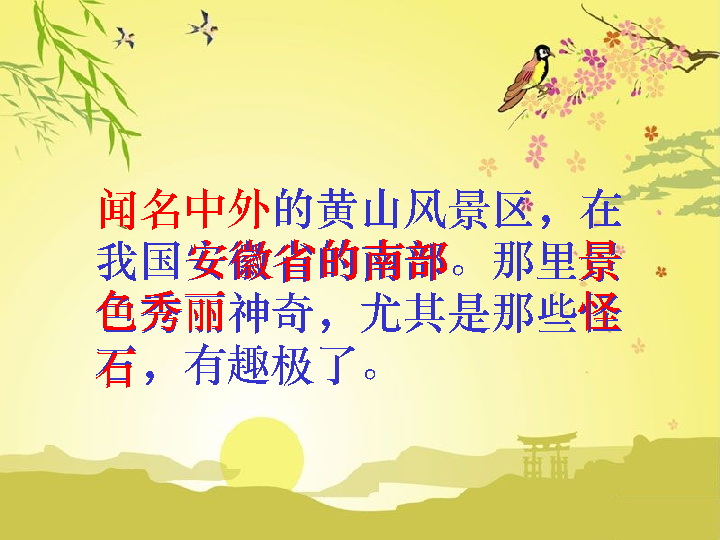 闻名中外的黄山风景区，在
我国安徽省的南部。那里景
色秀丽神奇，尤其是那些怪
石，有趣极了。